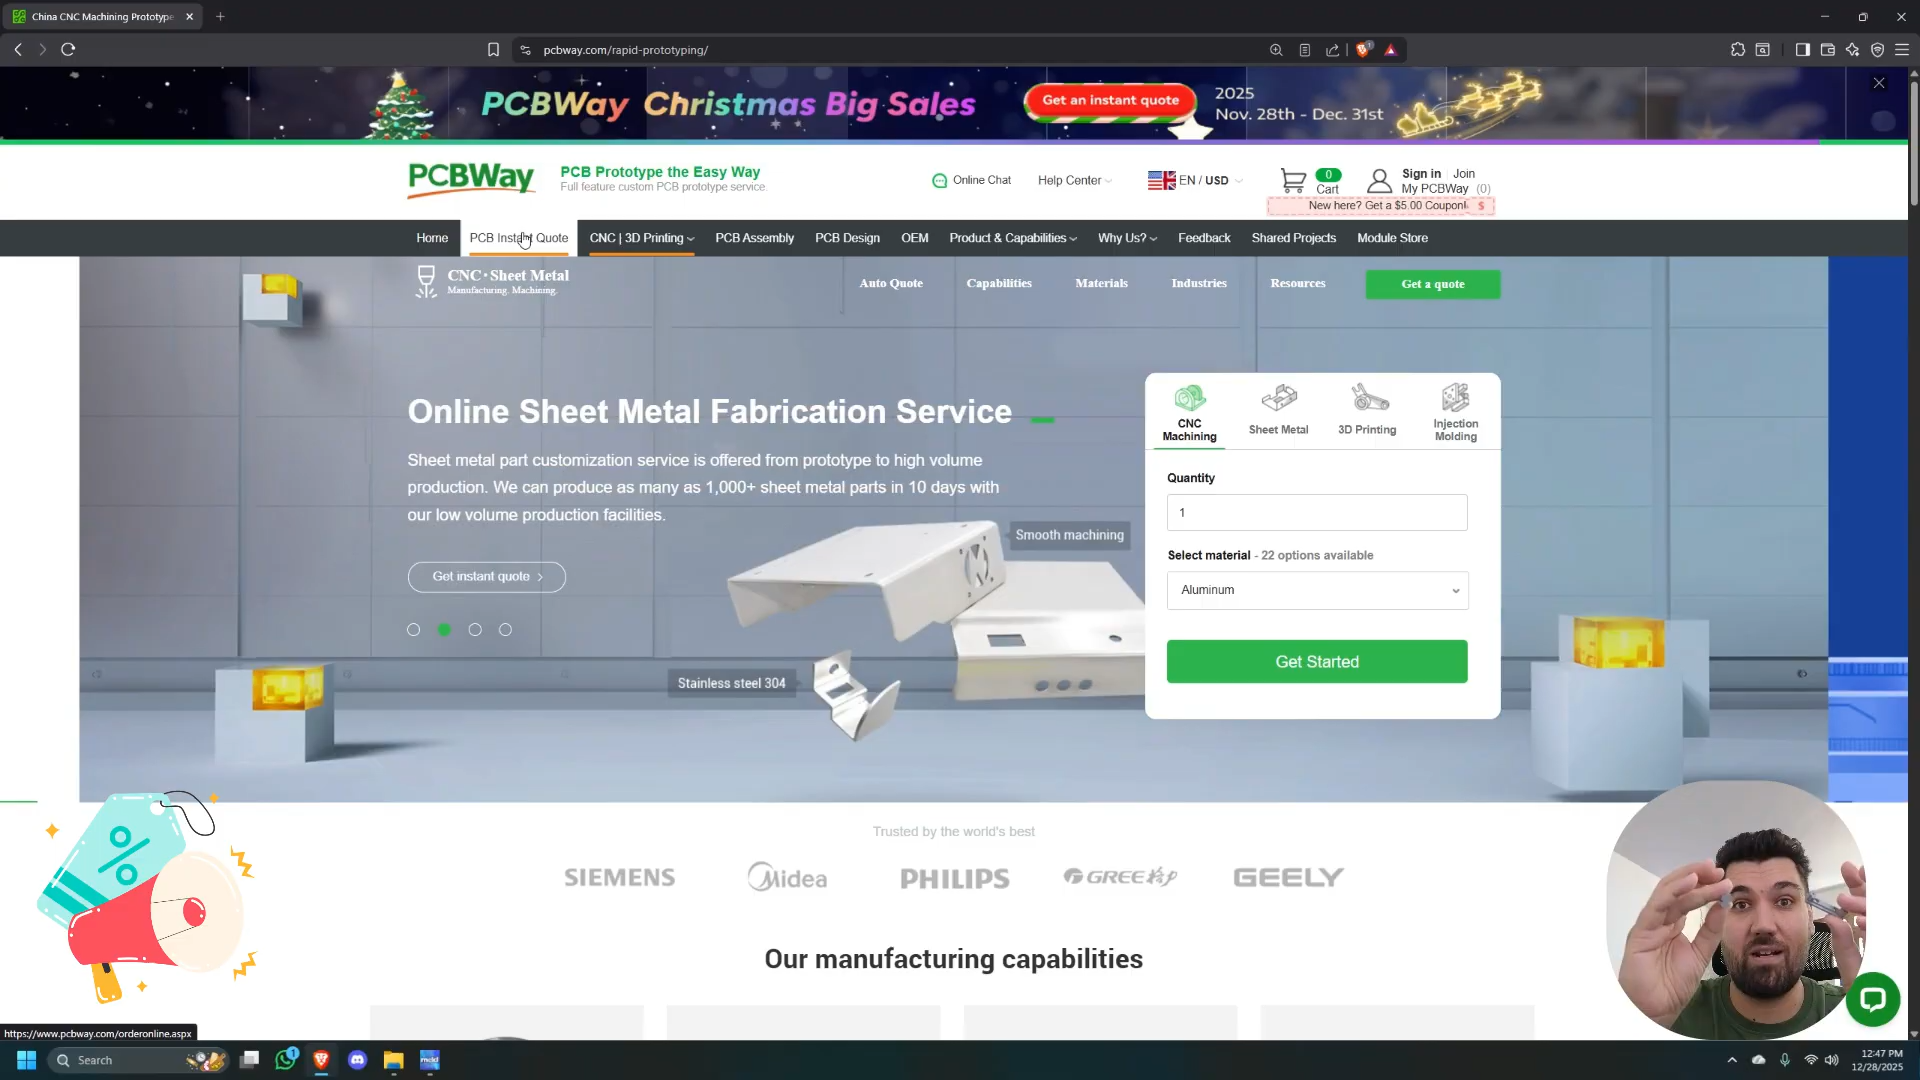 China CNC Machining Prototype
pcbway.com/rapid-prototyping/
PCBWay Christmas Big Sales
Get an instant quote
2025
Nov. 28th - Dec. 31st
PCBWay
PCB Prototype the Easy Way
Full feature custom PCB prototype service.
Online Chat
Help Center
EN / USD
0
Cart
Sign in
Join
My PCBWay (0)
New here? Get a $5.00 Coupon!
$
Home
PCB Instant Quote
CNC | 3D Printing
PCB Assembly
PCB Design
OEM
Product & Capabilities
Why Us?
Feedback
Shared Projects
Module Store
CNC·Sheet Metal
Manufacturing. Machining.
Auto Quote
Capabilities
Materials
Industries
Resources
Get a quote
Online Sheet Metal Fabrication Service
Sheet metal part customization service is offered from prototype to high volume
production. We can produce as many as 1,000+ sheet metal parts in 10 days with
our low volume production facilities.
Get instant quote
Smooth machining
Stainless steel 304
CNC
Machining
Sheet Metal
3D Printing
Injection
Molding
Quantity
1
Select material - 22 options available
Aluminum
Get Started
Trusted by the world's best
SIEMENS
Midea
PHILIPS
GREE格力
GEELY
Our manufacturing capabilities
%
https://www.pcbway.com/orderonline.aspx
Search
1
12:47 PM
12/28/2025